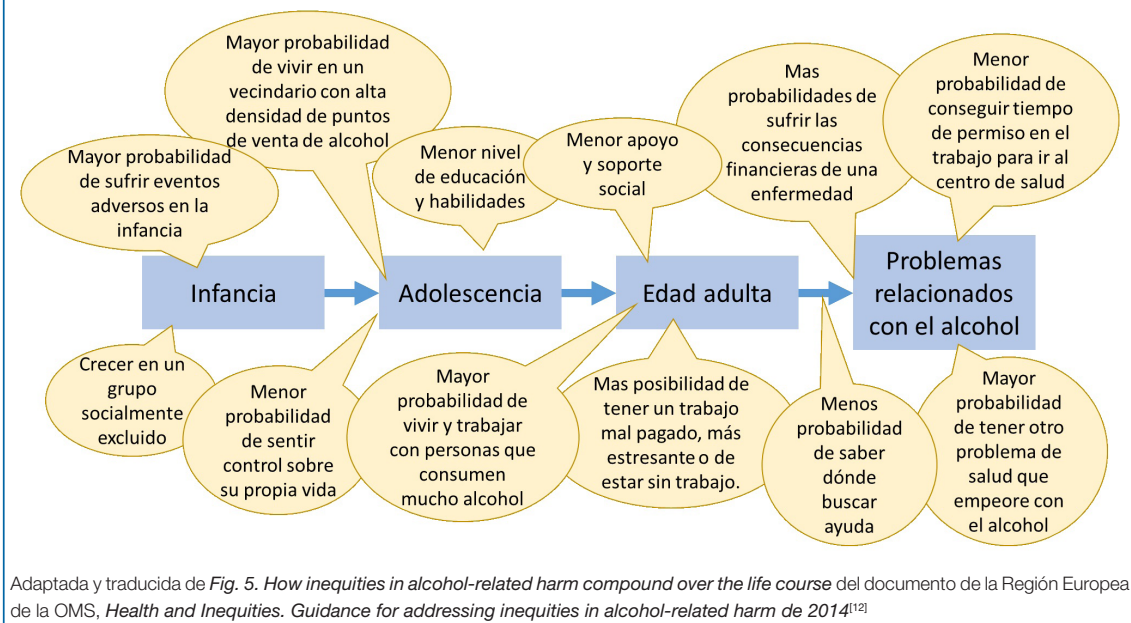 Mayor probabilidad
de vivir en un
vecindario con alta
densidad de puntos
de venta de alcohol
Mas
probabilidades de
sufrir las
consecuencias
financieras de una
enfermedad
Menor
probabilidad de
conseguir tiempo
de permiso en el
trabajo para ir al
centro de salud
Mayor probabilidad
de sufrir eventos
adversos en la
infancia
Menor nivel
de educación
y habilidades
Menor apoyo
y soporte
social
Infancia
Adolescencia
Edad adulta
Problemas
relacionados
con el alcohol
Crecer en un
grupo
socialmente
excluido
Menor
probabilidad
de sentir
control sobre
su propia vida
Mayor
probabilidad de
vivir y trabajar
con personas que
consumen
mucho alcohol
Mas posibilidad de
tener un trabajo
mal pagado, más
estresante o de
estar sin trabajo.
Menos
probabilidad
de saber
dónde
buscar
ayuda
Mayor
probabilidad
de tener otro
problema de
salud que
empeore con
el alcohol
Adaptada y traducida de Fig. 5. How inequities in alcohol-related harm compound over the life course del documento de la Región Europea
de la OMS, Health and Inequities. Guidance for addressing inequities in alcohol-related harm de 2014[12]